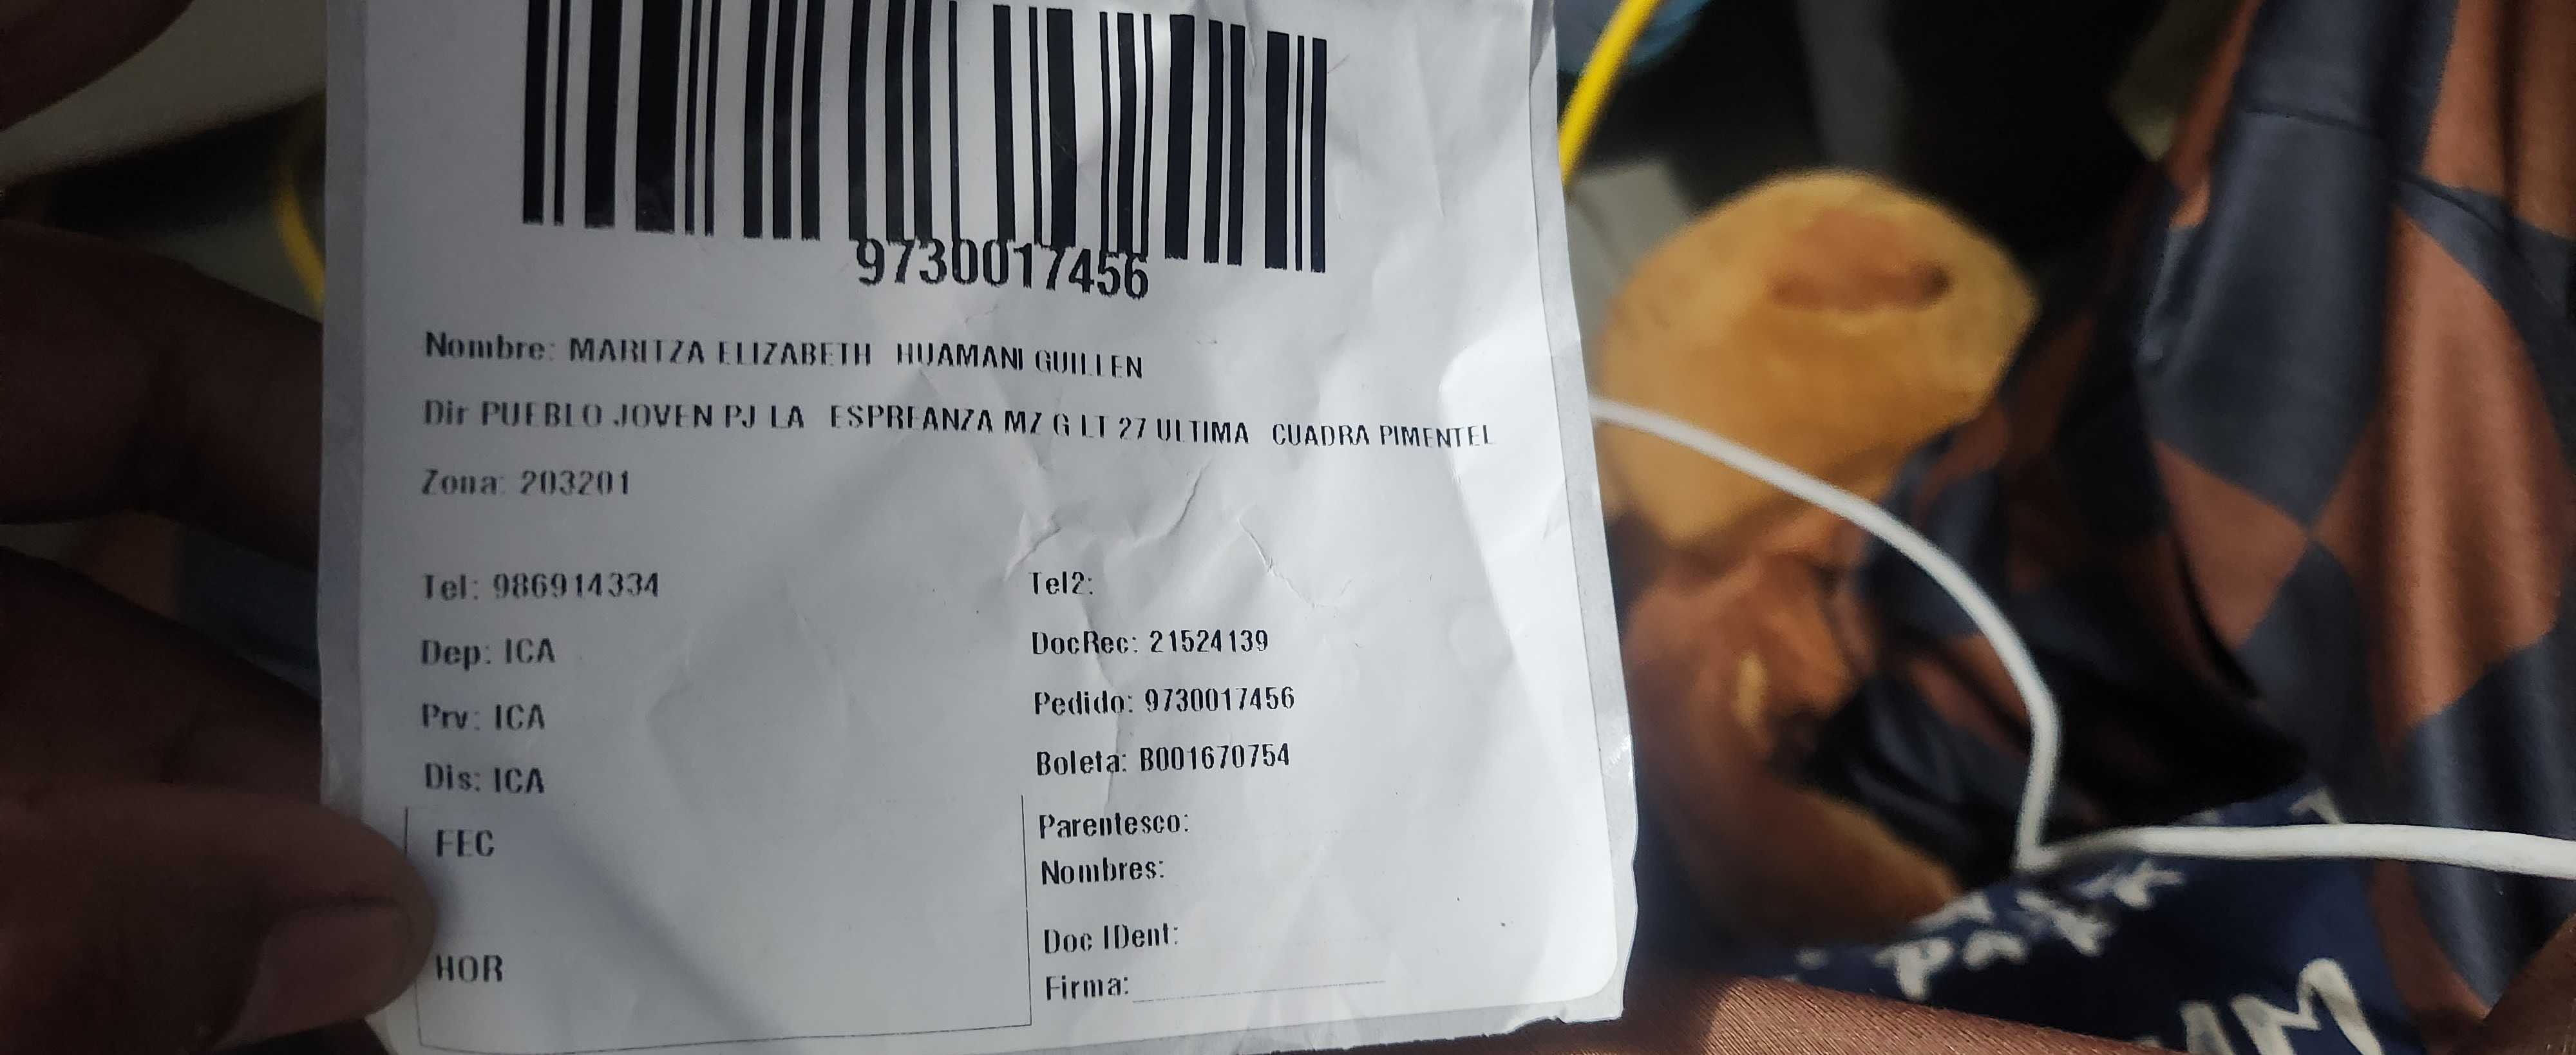 9730017456
Nombre: MARITZA ELIZABETH HUAMANI GUILLEN
Dir PUEBLO JOVEN PJ LA ESPREANZA MZ G LT 27 ULTIMA CUADRA PIMENTEL
Zona: 203201
Tel: 986914334 Tel2:
Dep: ICA DocRec: 21524139
Prv: ICA Pedido: 9730017456
Dis: ICA Boleta: B001670754
FEC Parentesco:
Nombres:
Doc IDent:
HOR Firma: